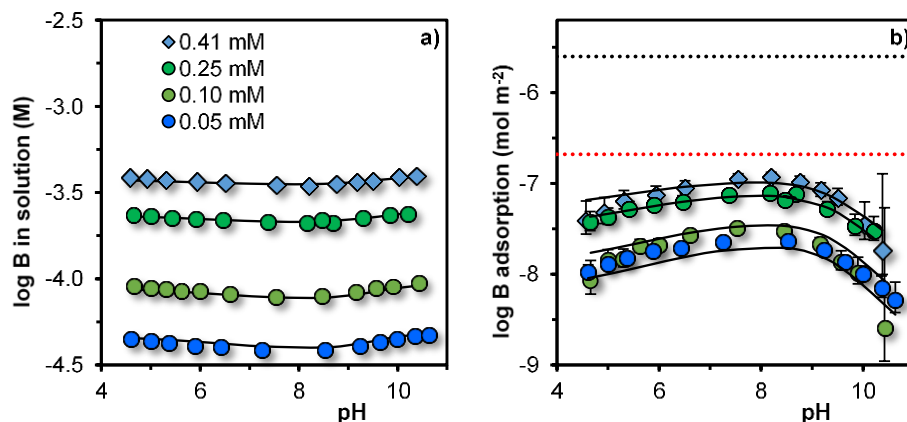 a)
log B in solution (M)
-2.5
-3.0
-3.5
-4.0
-4.5
0.41 mM
0.25 mM
0.10 mM
0.05 mM
4
6
8
10
pH
b)
log B adsorption (mol m-2)
-6
-7
-8
-9
4
6
8
10
12
pH